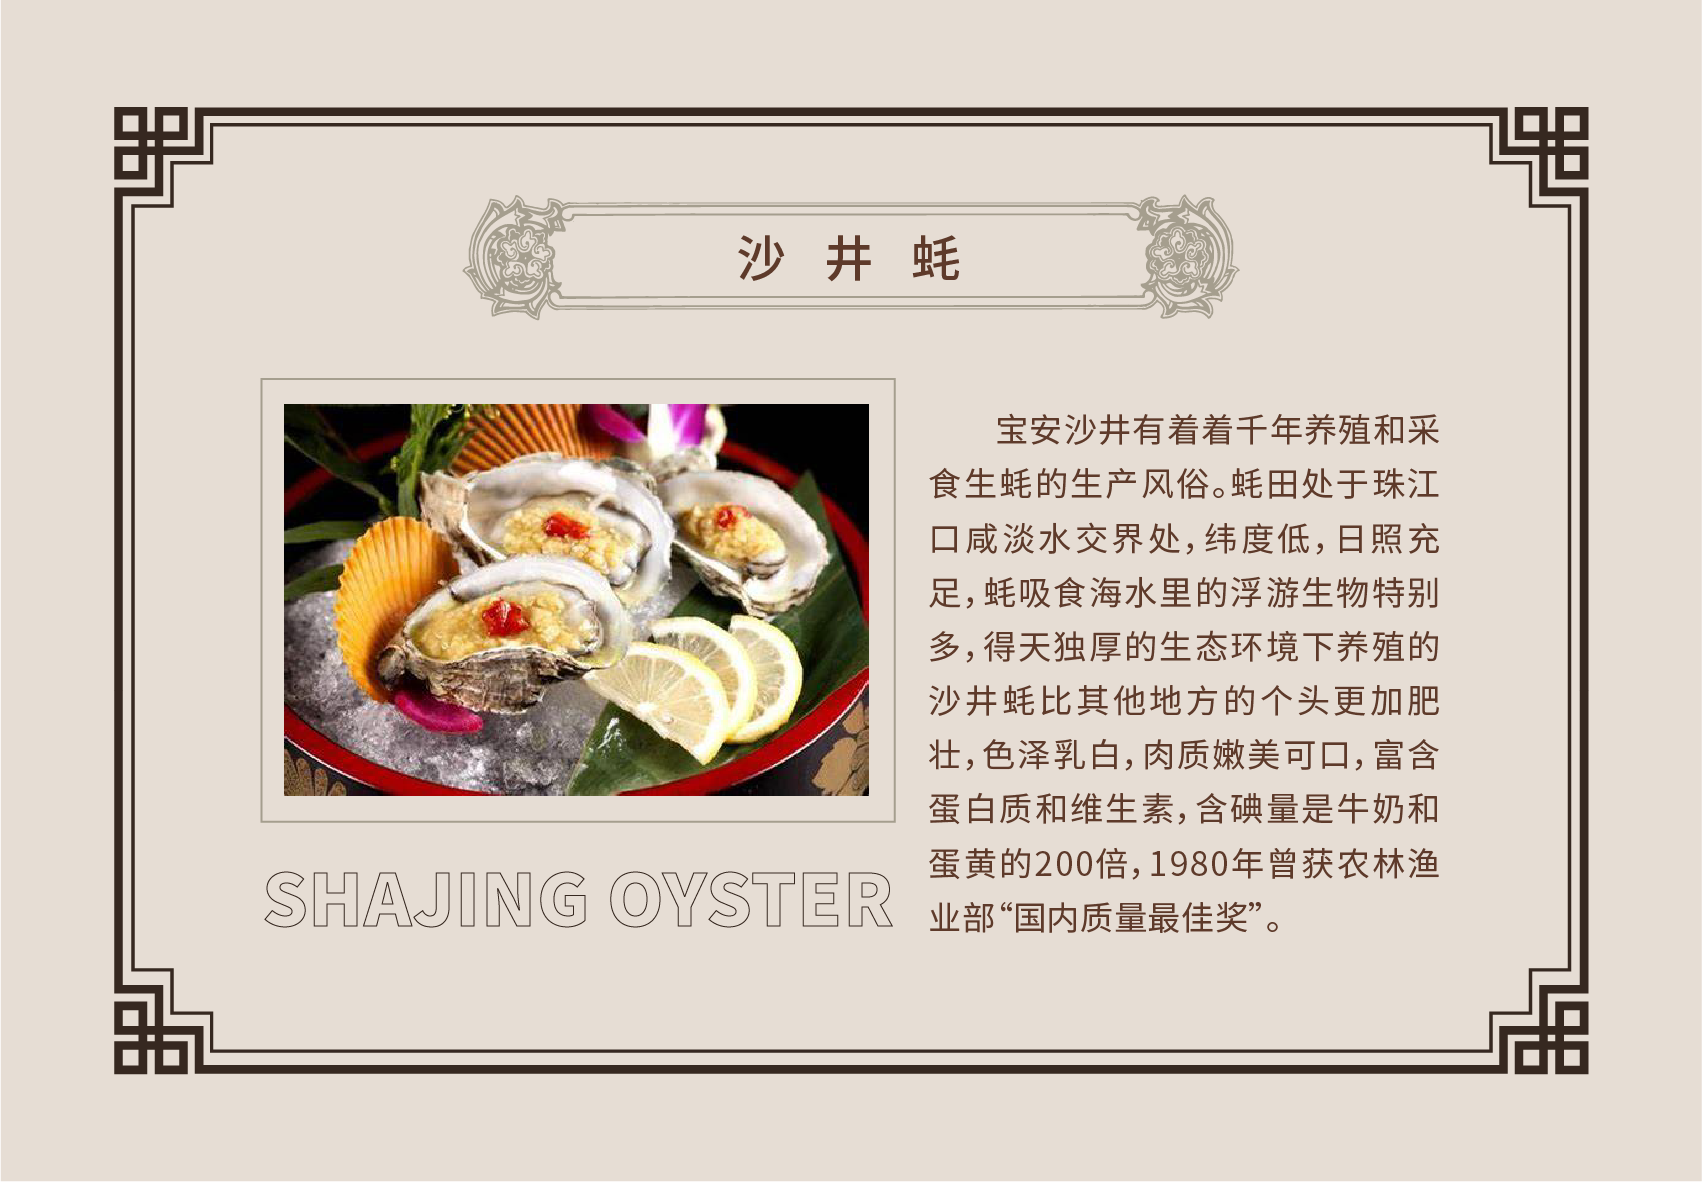 沙井蚝
宝安沙井有着着千年养殖和采
食生蚝的生产风俗。蚝田处于珠江
口咸淡水交界处，纬度低，日照充
足，蚝吸食海水里的浮游生物特别
多，得天独厚的生态环境下养殖的
沙井蚝比其他地方的个头更加肥
壮，色泽乳白，肉质嫩美可口，富含
蛋白质和维生素，含碘量是牛奶和
蛋黄的200倍，1980年曾获农林渔
业部“国内质量最佳奖”。
SHAJING OYSTER